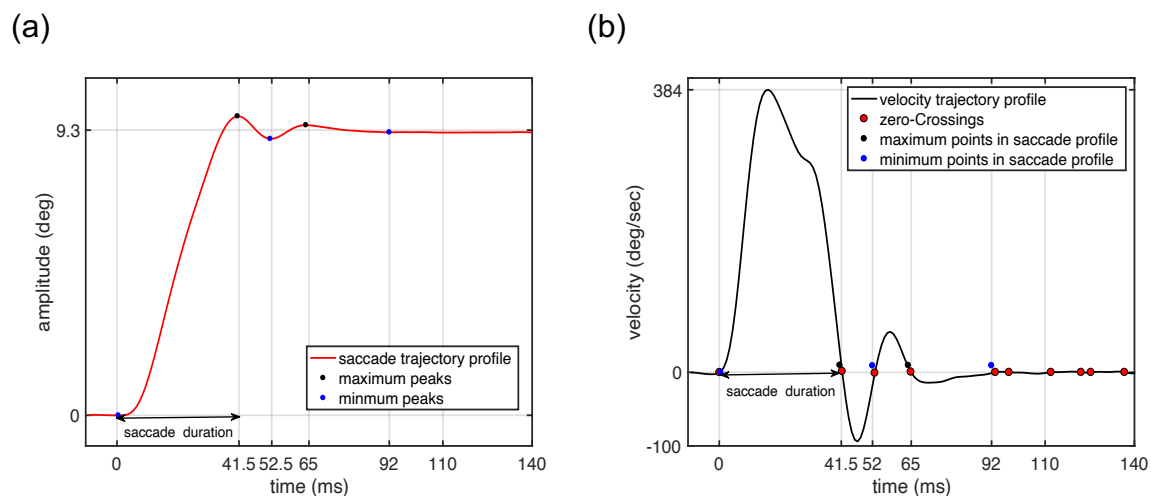 (a)
9.3
0
amplitude (deg)
saccade trajectory profile
maximum peaks
minmum peaks
saccade duration
0 41.5 52.5 65 92 110 140
time (ms)
(b)
384
0
-100
velocity (deg/sec)
velocity trajectory profile
zero-Crossings
maximum points in saccade profile
minimum points in saccade profile
saccade duration
0 41.5 52 65 92 110 140
time (ms)